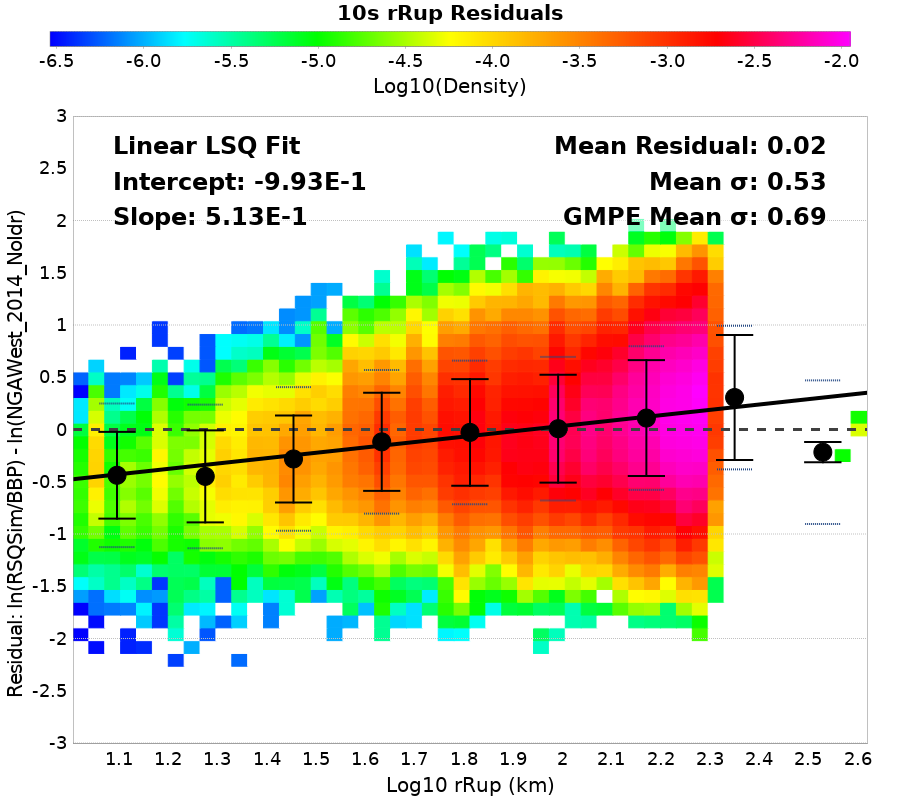 10s rRup Residuals
-6.5 -6.0 -5.5 -5.0 -4.5 -4.0 -3.5 -3.0 -2.5 -2.0
Log10(Density)
Linear LSQ Fit
Intercept: -9.93E-1
Slope: 5.13E-1
Mean Residual: 0.02
Mean σ: 0.53
GMPE Mean σ: 0.69
Residual: ln(RSQSim/BBP) - ln(NGAWest_2014_NoIdr)
3
2.5
2
1.5
1
0.5
0
-0.5
-1
-1.5
-2
-2.5
-3
1.1 1.2 1.3 1.4 1.5 1.6 1.7 1.8 1.9 2 2.1 2.2 2.3 2.4 2.5 2.6
Log10 rRup (km)